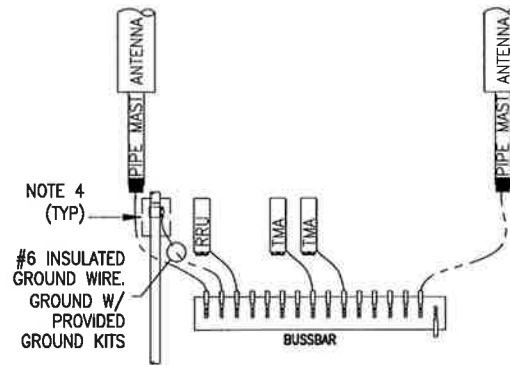 ANTENNA
PIPE MAST
ANTENNA
PIPE MAST
NOTE 4
(TYP)
RRU
TMA
TMA
#6 INSULATED
GROUND WIRE.
GROUND W/
PROVIDED
GROUND KITS
BUSSBAR